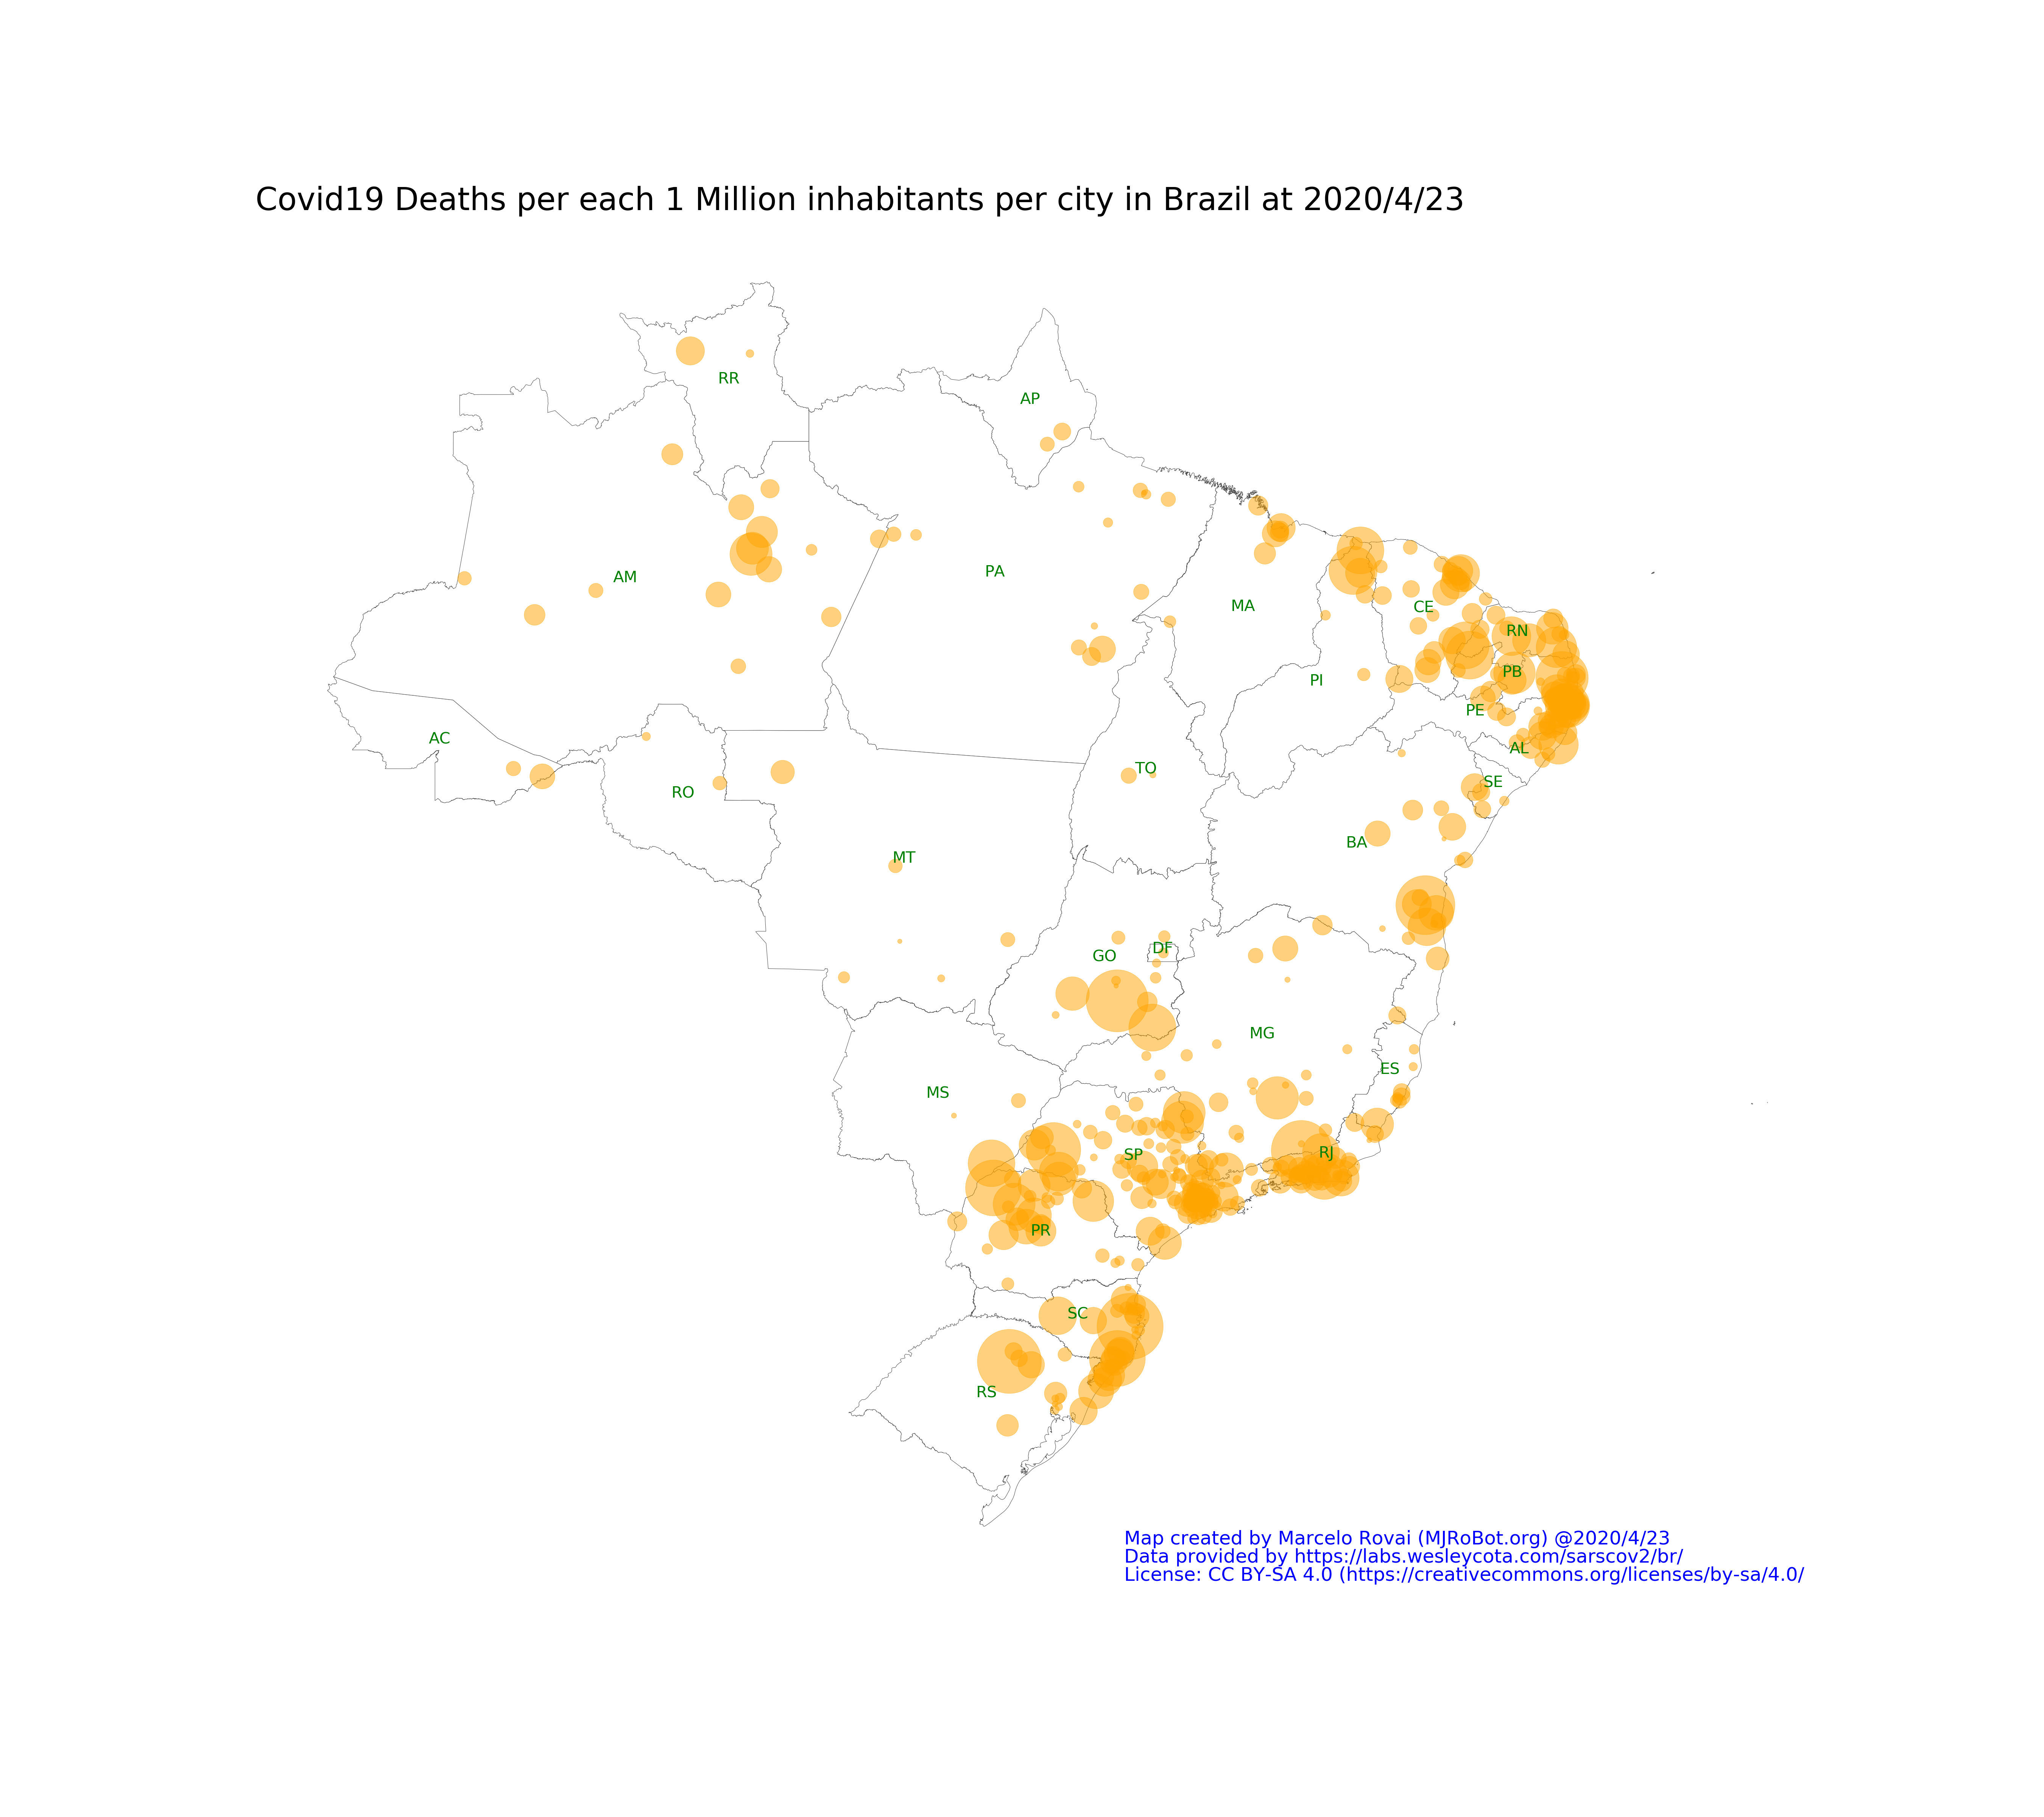 Covid19 Deaths per each 1 Million inhabitants per city in Brazil at 2020/4/23
RR
AP
AM
PA
MA
CE
RN
PB
PI
PE
AC
AL
TO
SE
RO
BA
MT
DF
GO
MG
ES
MS
RJ
SP
PR
SC
RS
Map created by Marcelo Rovai (MJRoBot.org) @2020/4/23
Data provided by https://labs.wesleycota.com/sarscov2/br/
License: CC BY-SA 4.0 (https://creativecommons.org/licenses/by-sa/4.0/